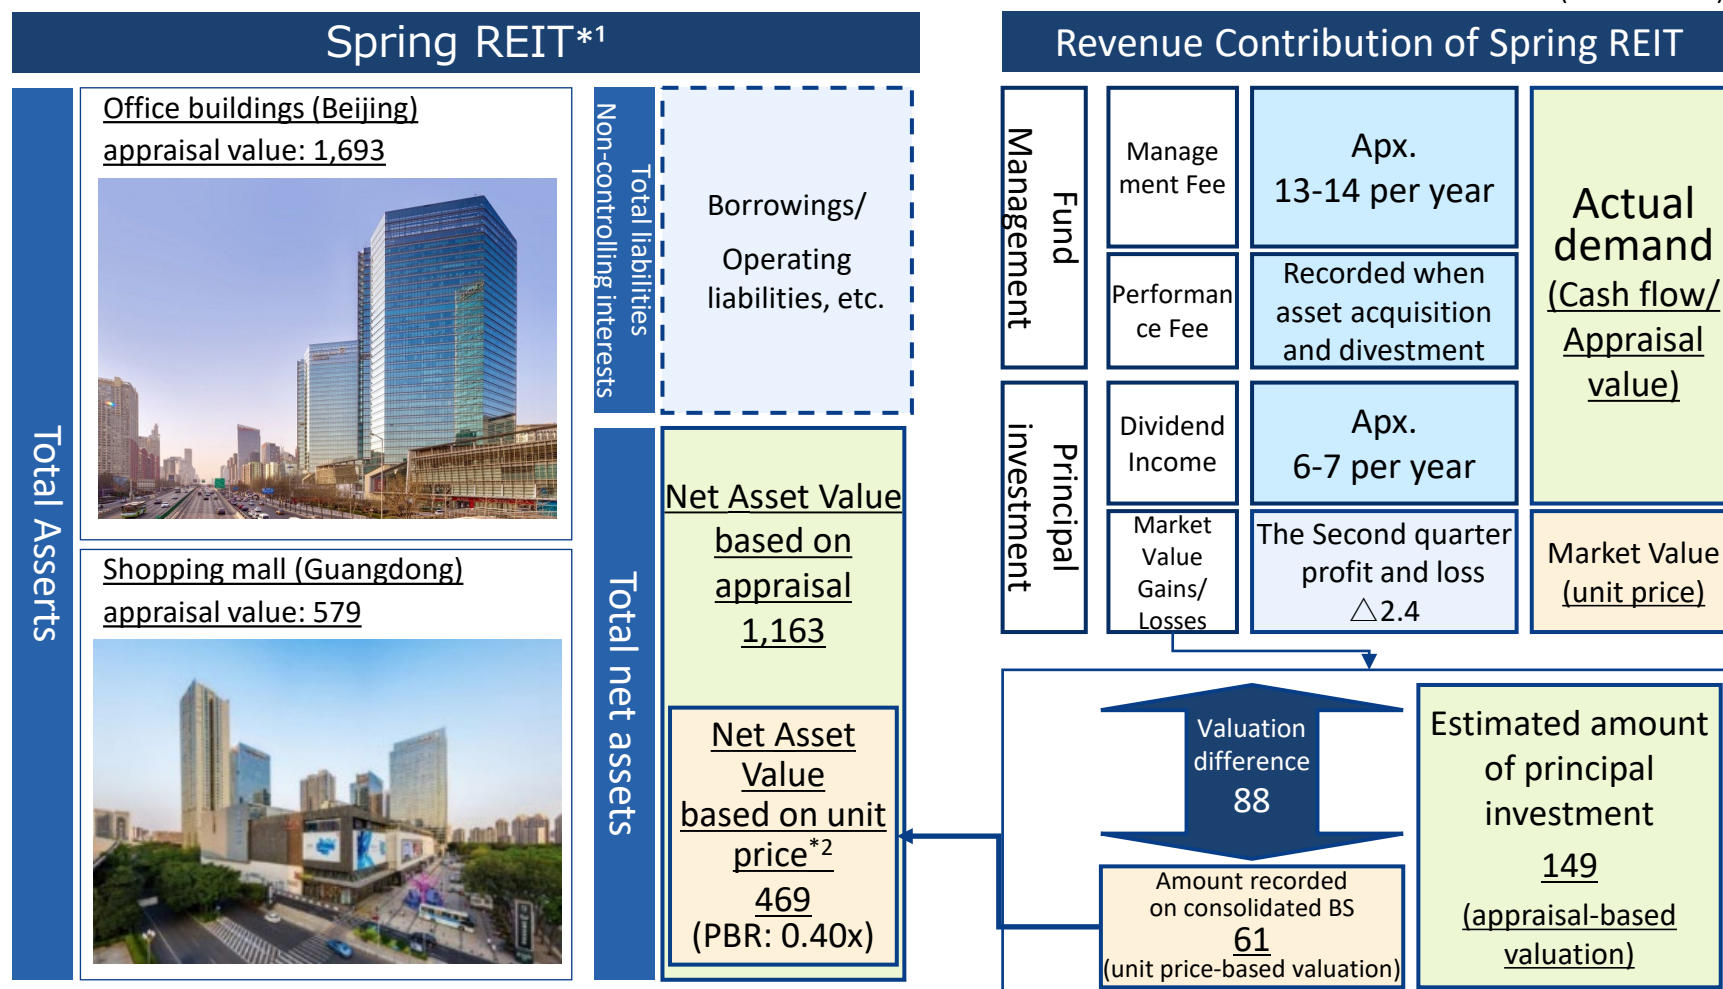 Spring REIT*1
Total Asserts
Office buildings (Beijing)
appraisal value: 1,693
Shopping mall (Guangdong)
appraisal value: 579
Total liabilities
Non-controlling interests
Borrowings/
Operating
liabilities, etc.
Total net assets
Net Asset Value
based on
appraisal
1,163
Net Asset
Value
based on unit
price*2
469
(PBR: 0.40x)
Revenue Contribution of Spring REIT
Fund
Management
Manage
ment Fee
Apx.
13-14 per year
Performan
ce Fee
Recorded when
asset acquisition
and divestment
Actual
demand
(Cash flow/
Appraisal
value)
Principal
investment
Dividend
Income
Apx.
6-7 per year
Market
Value
Gains/
Losses
The Second quarter
profit and loss
△2.4
Market Value
(unit price)
Valuation
difference
88
Amount recorded
on consolidated BS
61
(unit price-based valuation)
Estimated amount
of principal
investment
149
(appraisal-based
valuation)